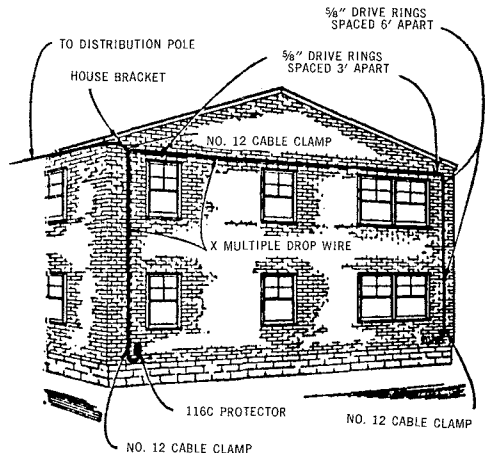 ⅝" DRIVE RINGS
SPACED 6' APART
TO DISTRIBUTION POLE
⅝" DRIVE RINGS
SPACED 3' APART
HOUSE BRACKET
NO. 12 CABLE CLAMP
X MULTIPLE DROP WIRE
116C PROTECTOR
NO. 12 CABLE CLAMP
NO. 12 CABLE CLAMP